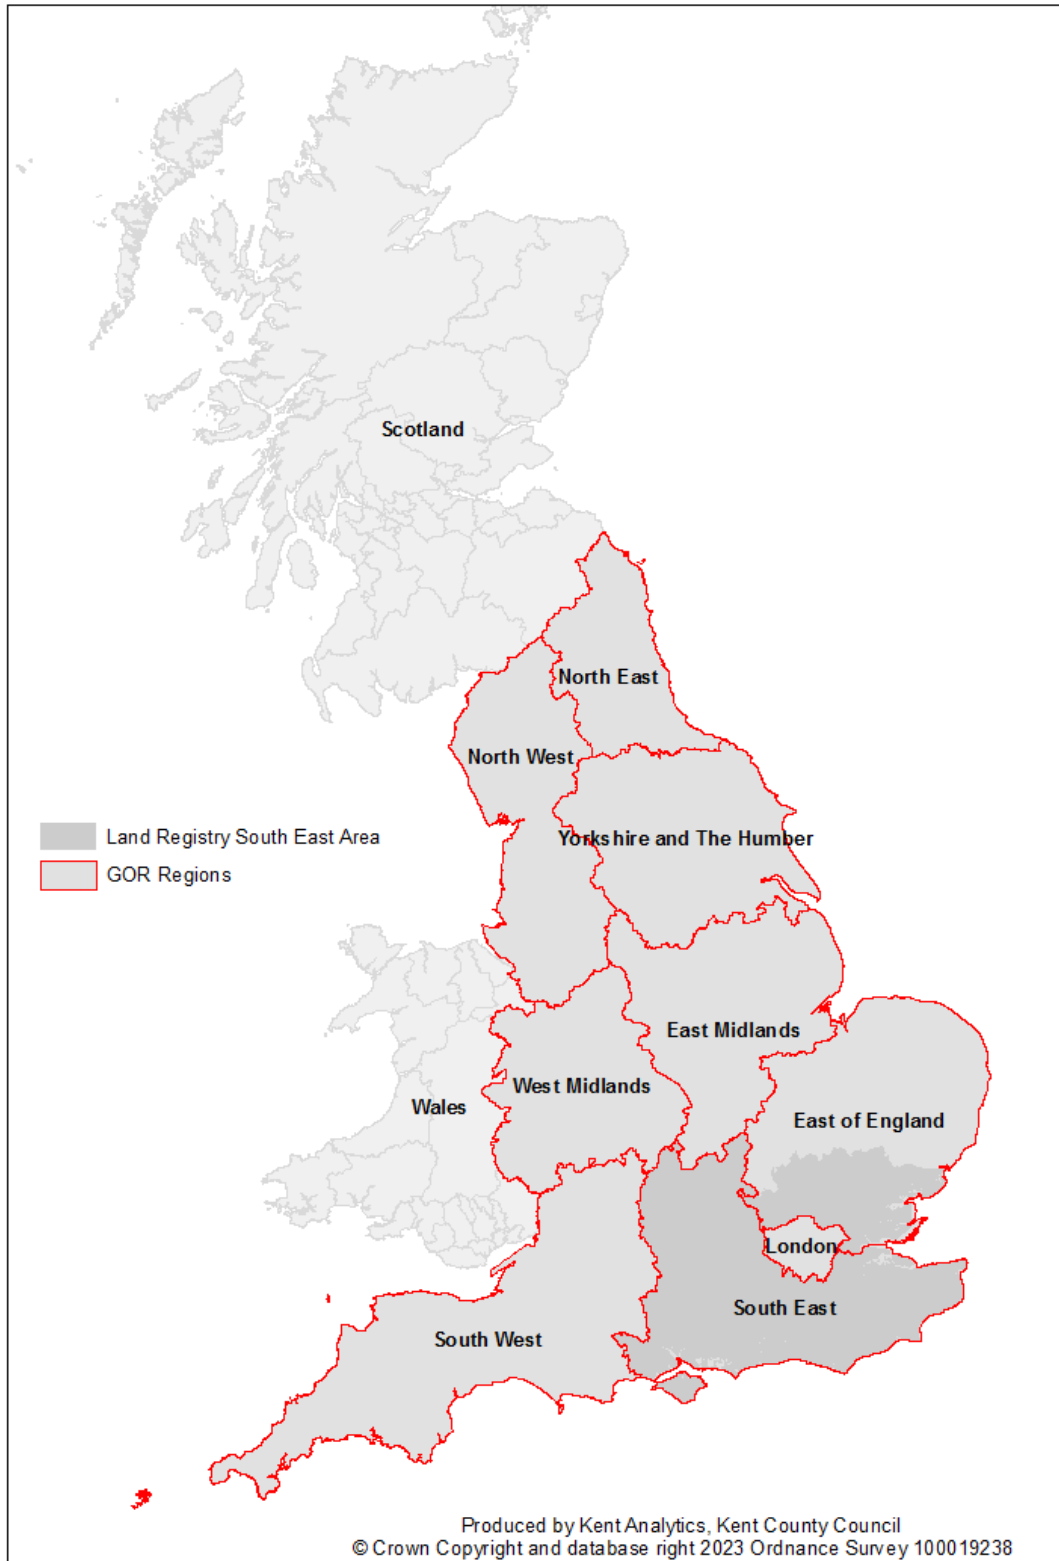 Scotland
North East
North West
Yorkshire and The Humber
Land Registry South East Area
GOR Regions
East Midlands
West Midlands
Wales
East of England
London
South East
South West
Produced by Kent Analytics, Kent County Council
© Crown Copyright and database right 2023 Ordnance Survey 100019238